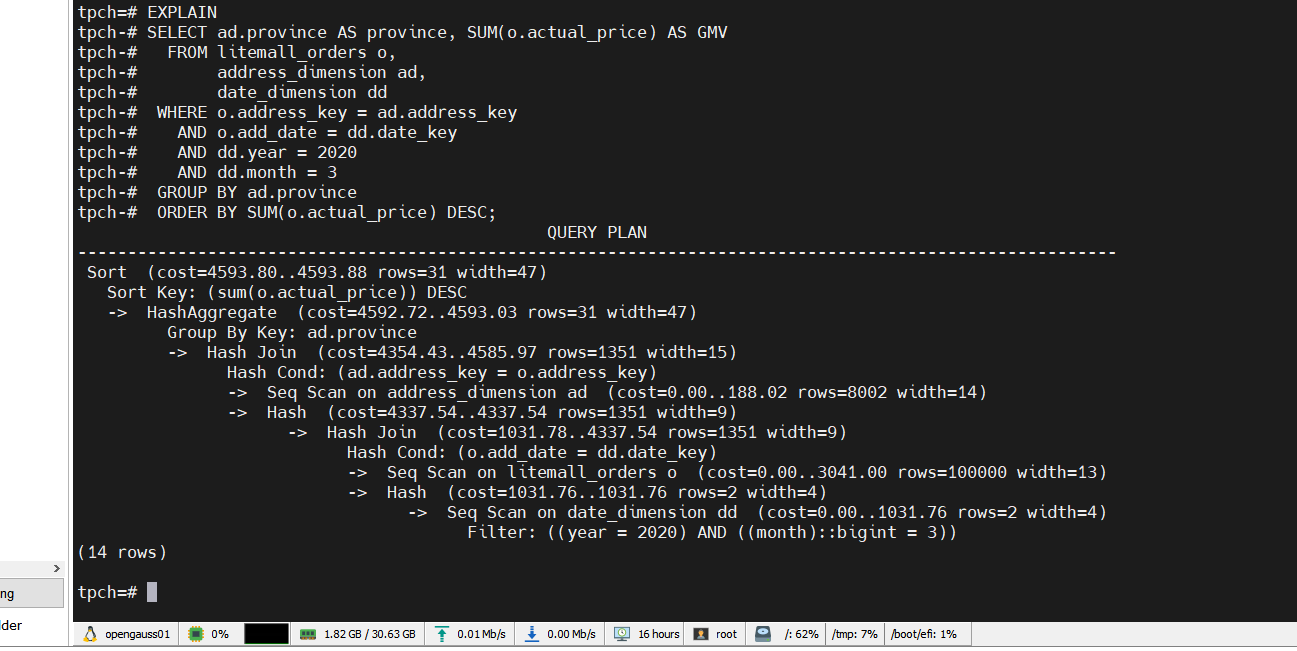 tpch=# EXPLAIN
tpch-# SELECT ad.province AS province, SUM(o.actual_price) AS GMV
tpch-#   FROM litemall_orders o,
tpch-#        address_dimension ad,
tpch-#        date_dimension dd
tpch-#  WHERE o.address_key = ad.address_key
tpch-#    AND o.add_date = dd.date_key
tpch-#    AND dd.year = 2020
tpch-#    AND dd.month = 3
tpch-#  GROUP BY ad.province
tpch-#  ORDER BY SUM(o.actual_price) DESC;
QUERY PLAN
--------------------------------------------------------------------------------------------------------
Sort  (cost=4593.80..4593.88 rows=31 width=47)
Sort Key: (sum(o.actual_price)) DESC
->  HashAggregate  (cost=4592.72..4593.03 rows=31 width=47)
Group By Key: ad.province
->  Hash Join  (cost=4354.43..4585.97 rows=1351 width=15)
Hash Cond: (ad.address_key = o.address_key)
->  Seq Scan on address_dimension ad  (cost=0.00..188.02 rows=8002 width=14)
->  Hash  (cost=4337.54..4337.54 rows=1351 width=9)
->  Hash Join  (cost=1031.78..4337.54 rows=1351 width=9)
Hash Cond: (o.add_date = dd.date_key)
->  Seq Scan on litemall_orders o  (cost=0.00..3041.00 rows=100000 width=13)
->  Hash  (cost=1031.76..1031.76 rows=2 width=4)
->  Seq Scan on date_dimension dd  (cost=0.00..1031.76 rows=2 width=4)
Filter: ((year = 2020) AND ((month)::bigint = 3))
(14 rows)
tpch=#
ng
lder
opengauss01 0% 1.82 GB / 30.63 GB 0.01 Mb/s 0.00 Mb/s 16 hours root /: 62% /tmp: 7% /boot/efi: 1%